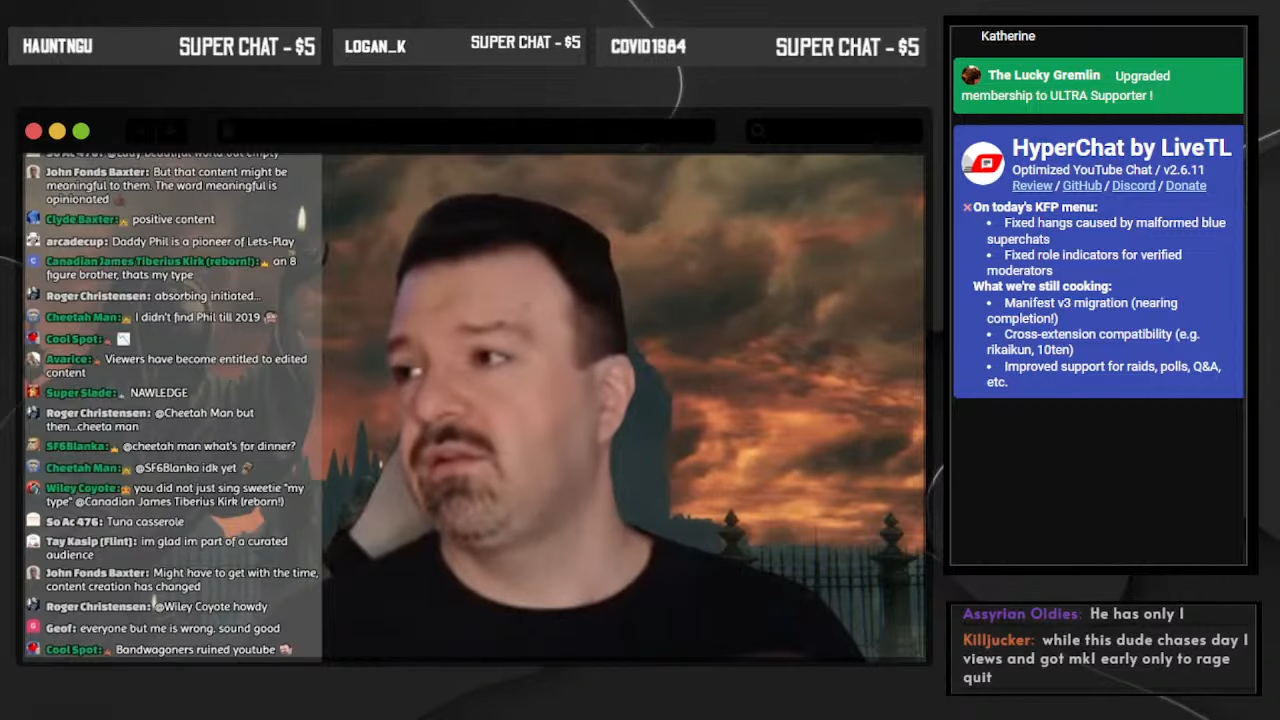 HAUNTNGU SUPER CHAT - $5
LOGAN_K SUPER CHAT - $5
COVID1984 SUPER CHAT - $5
John Fonds Baxter: But that content might be
meaningful to them. The word meaningful is
opinionated
Clyde Baxter: positive content
arcadecup: Daddy Phil is a pioneer of Lets-Play
Canadian James Tiberius Kirk (reborn!): an 8
figure brother, thats my type
Roger Christensen: absorbing initiated...
Cheetah Man: I didn't find Phil till 2019
Cool Spot:
Avarice: Viewers have become entitled to edited
content
Super Slade: NAWLEDGE
Roger Christensen: @Cheetah Man but
then...cheeta man
SF6Blanka: @cheetah man what's for dinner?
Cheetah Man: @SF6Blanka idk yet
Wiley Coyote: you did not just sing sweetie "my
type" @Canadian James Tiberius Kirk (reborn!)
So Ac 476: Tuna casserole
Tay Kasip (Flint): im glad im part of a curated
audience
John Fonds Baxter: Might have to get with the time,
content creation has changed
Roger Christensen: @Wiley Coyote howdy
Geof: everyone but me is wrong. sound good
Cool Spot: Bandwagoners ruined youtube
Katherine
The Lucky Gremlin Upgraded
membership to ULTRA Supporter !
HyperChat by LiveTL
Optimized YouTube Chat / v2.6.11
Review / GitHub / Discord / Donate
On today's KFP menu:
• Fixed hangs caused by malformed blue
superchats
• Fixed role indicators for verified
moderators
What we're still cooking:
• Manifest v3 migration (nearing
completion!)
• Cross-extension compatibility (e.g.
rikaikun, 10ten)
• Improved support for raids, polls, Q&A,
etc.
Assyrian Oldies: He has only 1
Killjucker: while this dude chases day 1
views and got mk1 early only to rage
quit